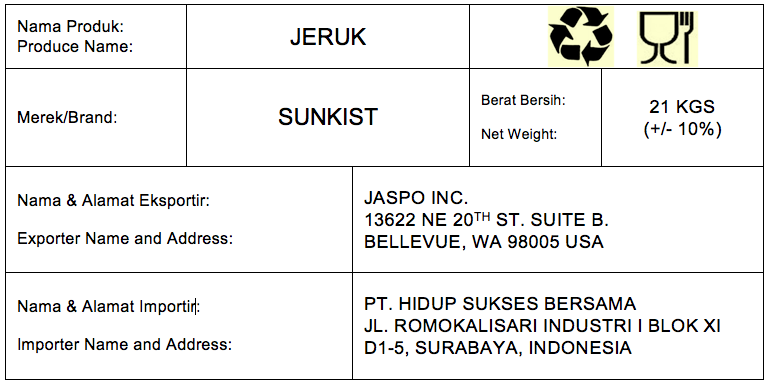 Nama Produk:
Produce Name:
JERUK
Merek/Brand:
SUNKIST
Berat Bersih:
Net Weight:
21 KGS
(+/- 10%)
Nama & Alamat Eksportir:
Exporter Name and Address:
JASPO INC.
13622 NE 20TH ST. SUITE B.
BELLEVUE, WA 98005 USA
Nama & Alamat Importir:
Importer Name and Address:
PT. HIDUP SUKSES BERSAMA
JL. ROMOKALISARI INDUSTRI I BLOK XI
D1-5, SURABAYA, INDONESIA